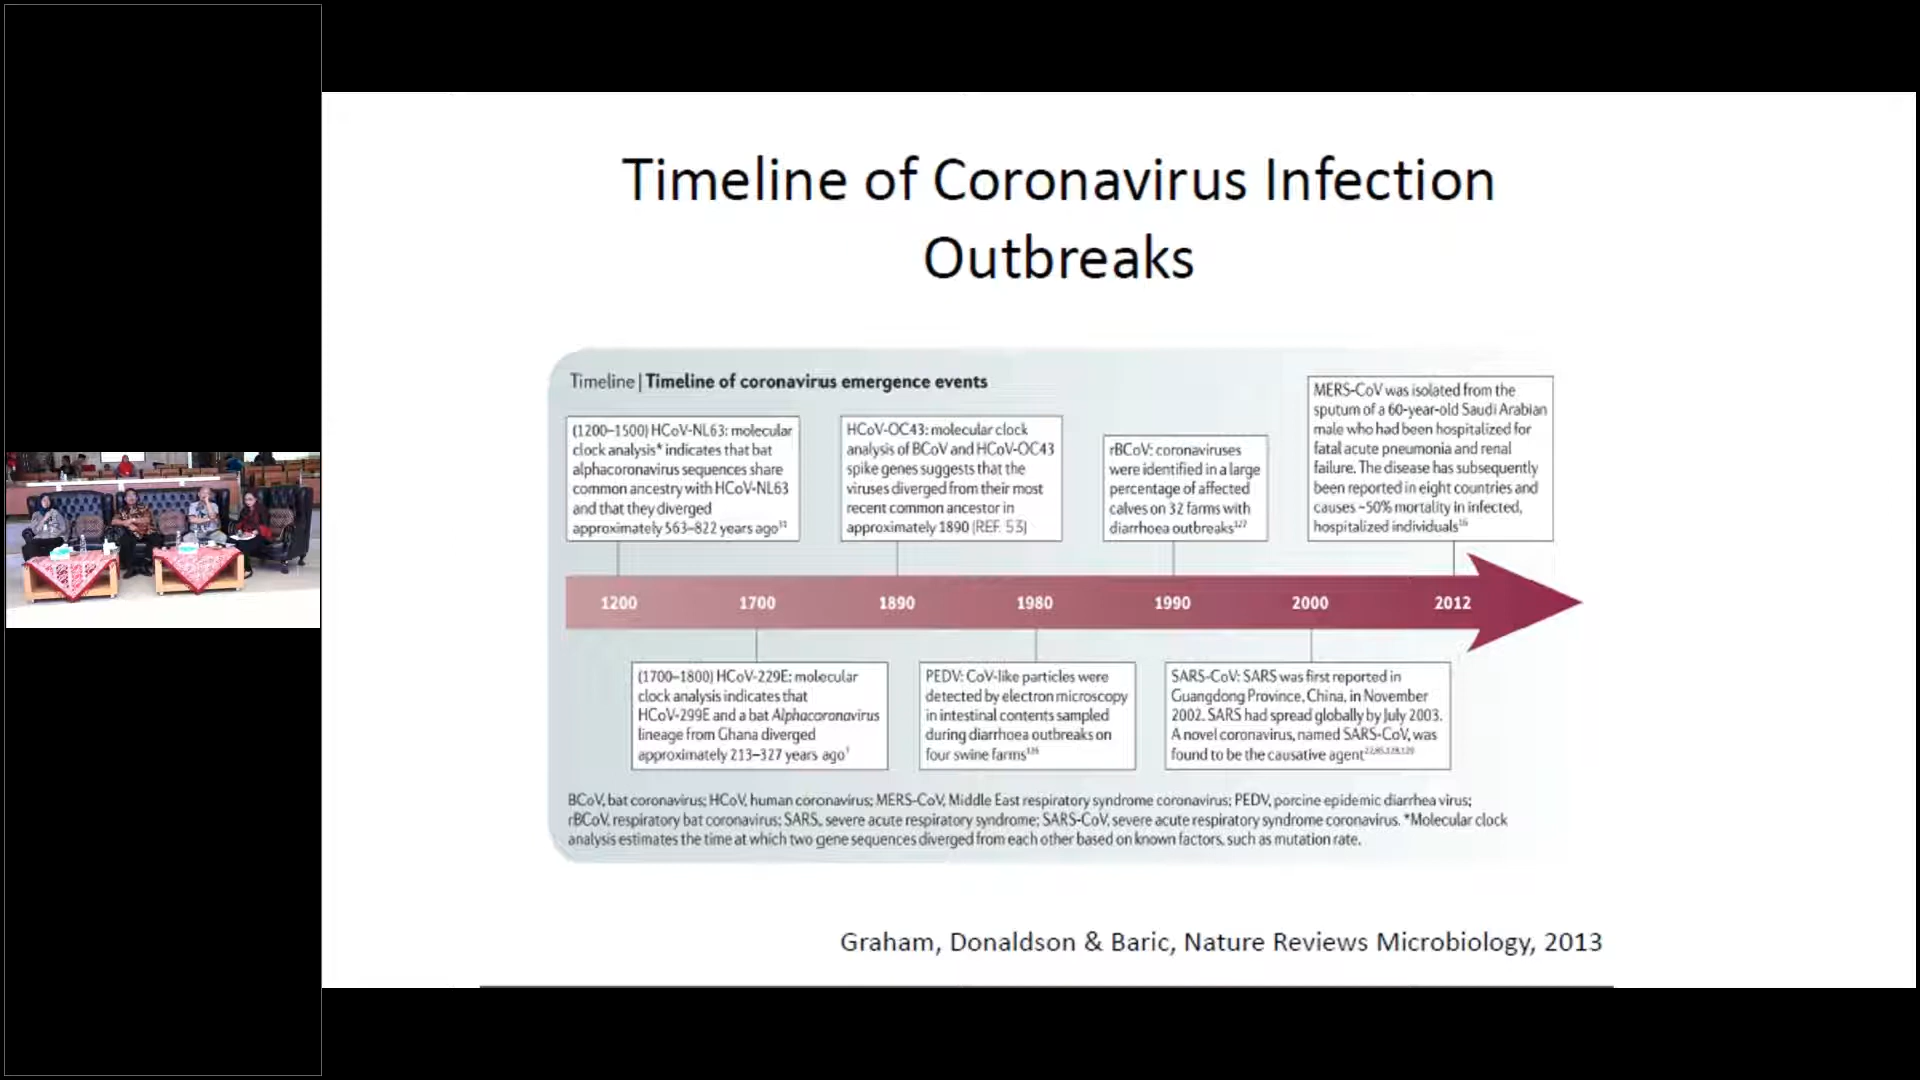 Timeline of Coronavirus Infection
Outbreaks
Timeline | Timeline of coronavirus emergence events
(1200–1500) HCoV-NL63: molecular
clock analysis* indicates that bat
alphacoronavirus sequences share
common ancestry with HCoV-NL63
and that they diverged
approximately 563–822 years ago
HCoV-OC43: molecular clock
analysis of BCoV and HCoV-OC43
spike genes suggests that the
viruses diverged from their most
recent common ancestor in
approximately 1890 (REF. 53)
rBCoV: coronaviruses
were identified in a large
percentage of affected
calves on 32 farms with
diarrhoea outbreaks¹²⁷
MERS-CoV was isolated from the
sputum of a 60-year-old Saudi Arabian
male who had been hospitalized for
fatal acute pneumonia and renal
failure. The disease has subsequently
been reported in eight countries and
causes ~50% mortality in infected,
hospitalized individuals¹⁶
1200 1700 1890 1980 1990 2000 2012
(1700–1800) HCoV-229E: molecular
clock analysis indicates that
HCoV-299E and a bat Alphacoronavirus
lineage from Ghana diverged
approximately 213–327 years ago
PEDV: CoV-like particles were
detected by electron microscopy
in intestinal contents sampled
during diarrhoea outbreaks on
four swine farms¹²⁶
SARS-CoV: SARS was first reported in
Guangdong Province, China, in November
2002. SARS had spread globally by July 2003.
A novel coronavirus, named SARS-CoV, was
found to be the causative agent
BCoV, bat coronavirus; HCoV, human coronavirus; MERS-CoV, Middle East respiratory syndrome coronavirus; PEDV, porcine epidemic diarrhea virus;
rBCoV, respiratory bat coronavirus; SARS, severe acute respiratory syndrome; SARS-CoV, severe acute respiratory syndrome coronavirus. *Molecular clock
analysis estimates the time at which two gene sequences diverged from each other based on known factors, such as mutation rate.
Graham, Donaldson & Baric, Nature Reviews Microbiology, 2013